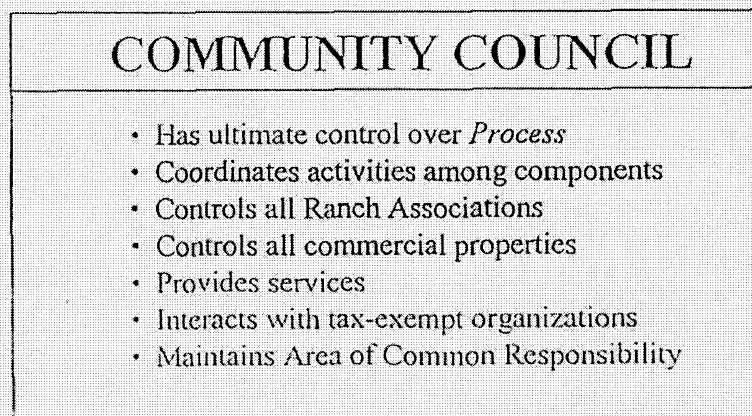 COMMUNITY COUNCIL
• Has ultimate control over Process
• Coordinates activities among components
• Controls all Ranch Associations
• Controls all commercial properties
• Provides services
• Interacts with tax-exempt organizations
• Maintains Area of Common Responsibility